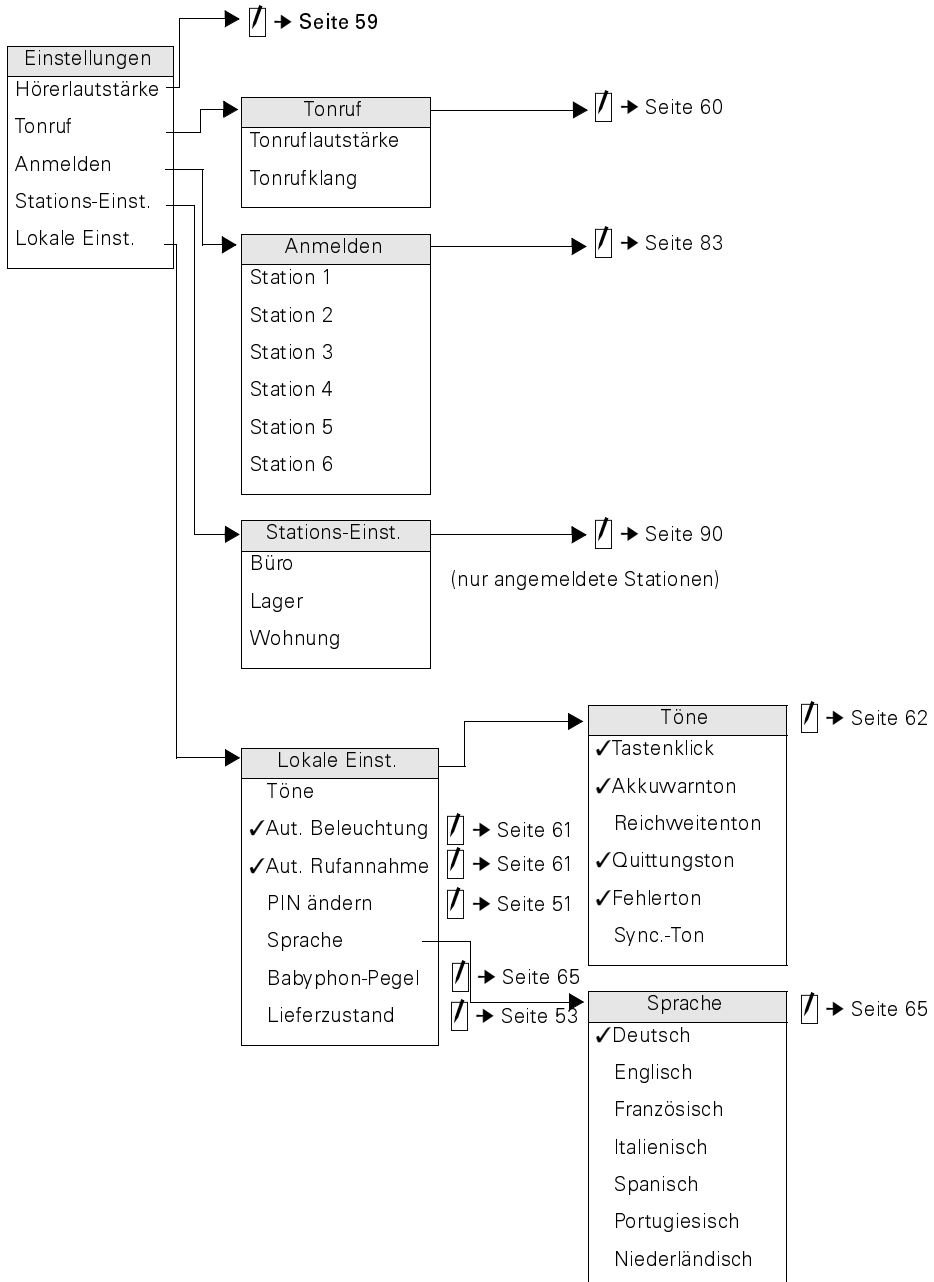 → Seite 59
Einstellungen
Hörerlautstärke
Tonruf
Anmelden
Stations-Einst.
Lokale Einst.
Tonruf
→ Seite 60
Tonruflautstärke
Tonrufklang
Anmelden
→ Seite 83
Station 1
Station 2
Station 3
Station 4
Station 5
Station 6
Stations-Einst.
→ Seite 90
Büro
(nur angemeldete Stationen)
Lager
Wohnung
Lokale Einst.
Töne
✓Aut. Beleuchtung → Seite 61
✓Aut. Rufannahme → Seite 61
PIN ändern → Seite 51
Sprache
Babyphon-Pegel → Seite 65
Lieferzustand → Seite 53
Töne
→ Seite 62
✓Tastenklick
✓Akkuwarnton
Reichweitenton
✓Quittungston
✓Fehlerton
Sync.-Ton
Sprache
→ Seite 65
✓Deutsch
Englisch
Französisch
Italienisch
Spanisch
Portugiesisch
Niederländisch